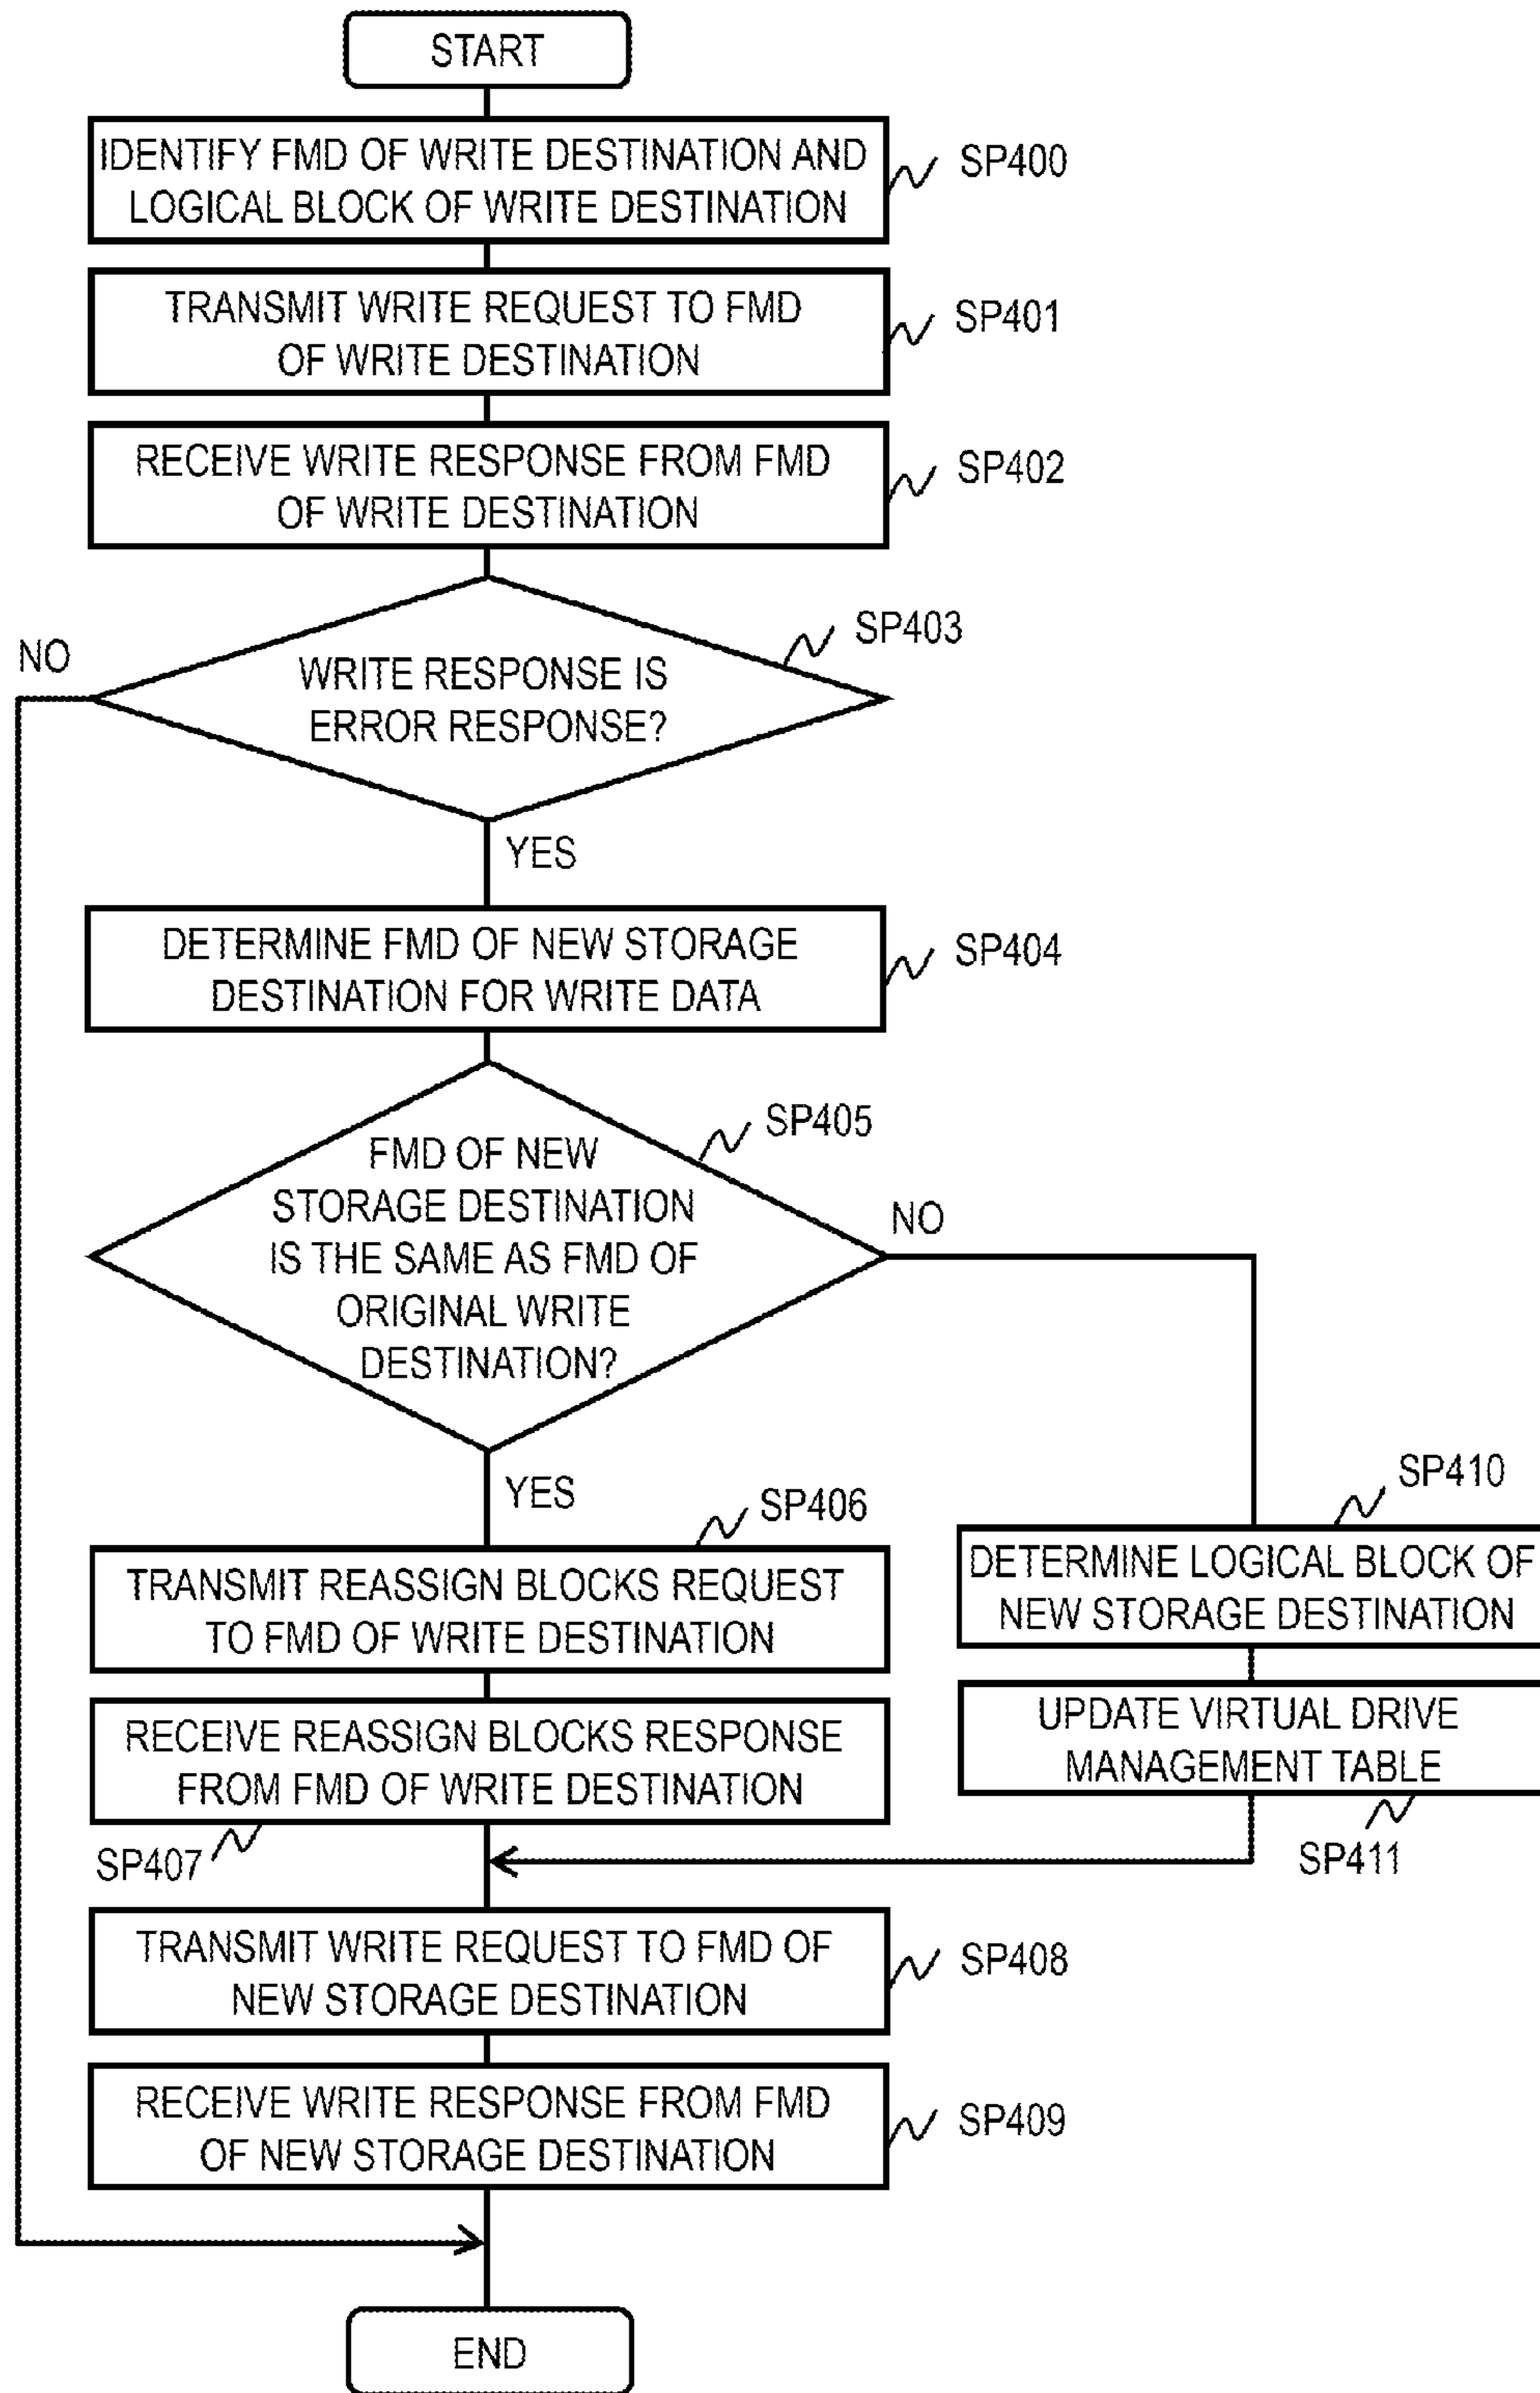 START
IDENTIFY FMD OF WRITE DESTINATION AND
LOGICAL BLOCK OF WRITE DESTINATION
SP400
TRANSMIT WRITE REQUEST TO FMD
OF WRITE DESTINATION
SP401
RECEIVE WRITE RESPONSE FROM FMD
OF WRITE DESTINATION
SP402
SP403
NO
WRITE RESPONSE IS
ERROR RESPONSE?
YES
DETERMINE FMD OF NEW STORAGE
DESTINATION FOR WRITE DATA
SP404
SP405
FMD OF NEW
STORAGE DESTINATION
IS THE SAME AS FMD OF
ORIGINAL WRITE
DESTINATION?
NO
YES
SP406
TRANSMIT REASSIGN BLOCKS REQUEST
TO FMD OF WRITE DESTINATION
RECEIVE REASSIGN BLOCKS RESPONSE
FROM FMD OF WRITE DESTINATION
SP407
SP410
DETERMINE LOGICAL BLOCK OF
NEW STORAGE DESTINATION
UPDATE VIRTUAL DRIVE
MANAGEMENT TABLE
SP411
TRANSMIT WRITE REQUEST TO FMD OF
NEW STORAGE DESTINATION
SP408
RECEIVE WRITE RESPONSE FROM FMD
OF NEW STORAGE DESTINATION
SP409
END